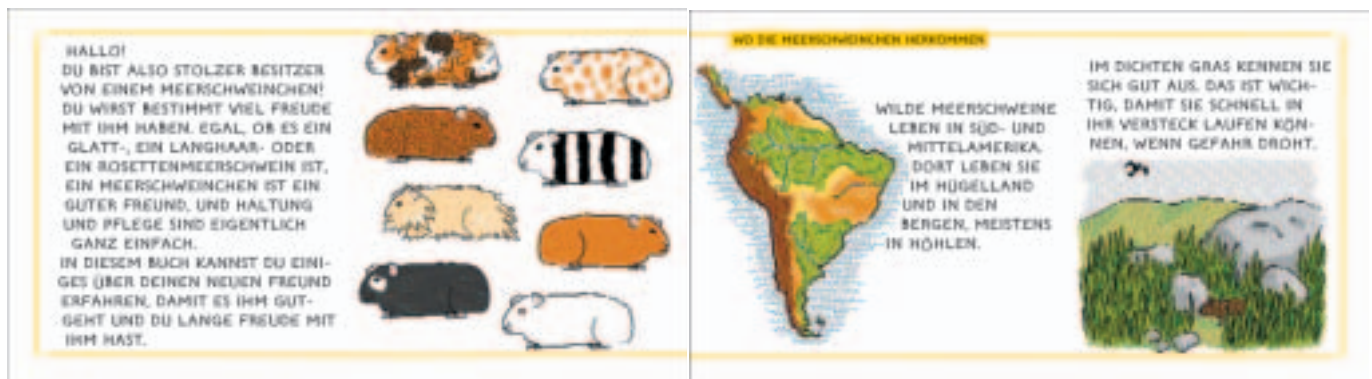 HALLO!
DU BIST ALSO STOLZER BESITZER
VON EINEM MEERSCHWEINCHEN!
DU WIRST BESTIMMT VIEL FREUDE
MIT IHM HABEN. EGAL, OB ES EIN
GLATT-, EIN LANGHAAR- ODER
EIN ROSETTENMEERSCHWEIN IST,
EIN MEERSCHWEINCHEN IST EIN
GUTER FREUND, UND HALTUNG
UND PFLEGE SIND EIGENTLICH
GANZ EINFACH.
IN DIESEM BUCH KANNST DU EINI-
GES ÜBER DEINEN NEUEN FREUND
ERFAHREN, DAMIT ES IHM GUT-
GEHT UND DU LANGE FREUDE MIT
IHM HAST.
WO DIE MEERSCHWEINCHEN HERKOMMEN
WILDE MEERSCHWEINE
LEBEN IN SÜD- UND
MITTELAMERIKA.
DORT LEBEN SIE
IM HÜGELLAND
UND IN DEN
BERGEN, MEISTENS
IN HÖHLEN.
IM DICHTEN GRAS KENNEN SIE
SICH GUT AUS. DAS IST WICH-
TIG, DAMIT SIE SCHNELL IN
IHR VERSTECK LAUFEN KÖN-
NEN, WENN GEFAHR DROHT.